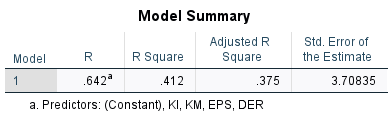 Model Summary
Model R R Square Adjusted R Square Std. Error of the Estimate
1 .642a .412 .375 3.70835
a. Predictors: (Constant), KI, KM, EPS, DER